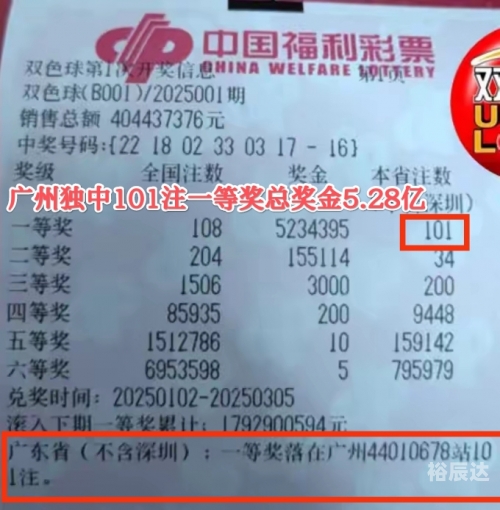 中国福利彩票
CHINA WELFARE LOTTERY
双色球第1次开奖信息 第1页
双色球(B001)/2025001期
销售总额 404437376元
中奖号码:{22 18 02 33 03 17 - 16}
奖级 全国注数 奖金 本省注数
深圳)
广州独中101注一等奖总奖金5.28亿
一等奖 108 5234395 101
二等奖 204 155114 34
三等奖 1506 3000 200
四等奖 85935 200 9448
五等奖 1512786 10 159142
六等奖 6953598 5 795979
兑奖时间: 20250102-20250305
滚入下期一等奖累计: 1792900594元
广东省(不含深圳): 一等奖落在广州44010678站10
1注。
裕辰达